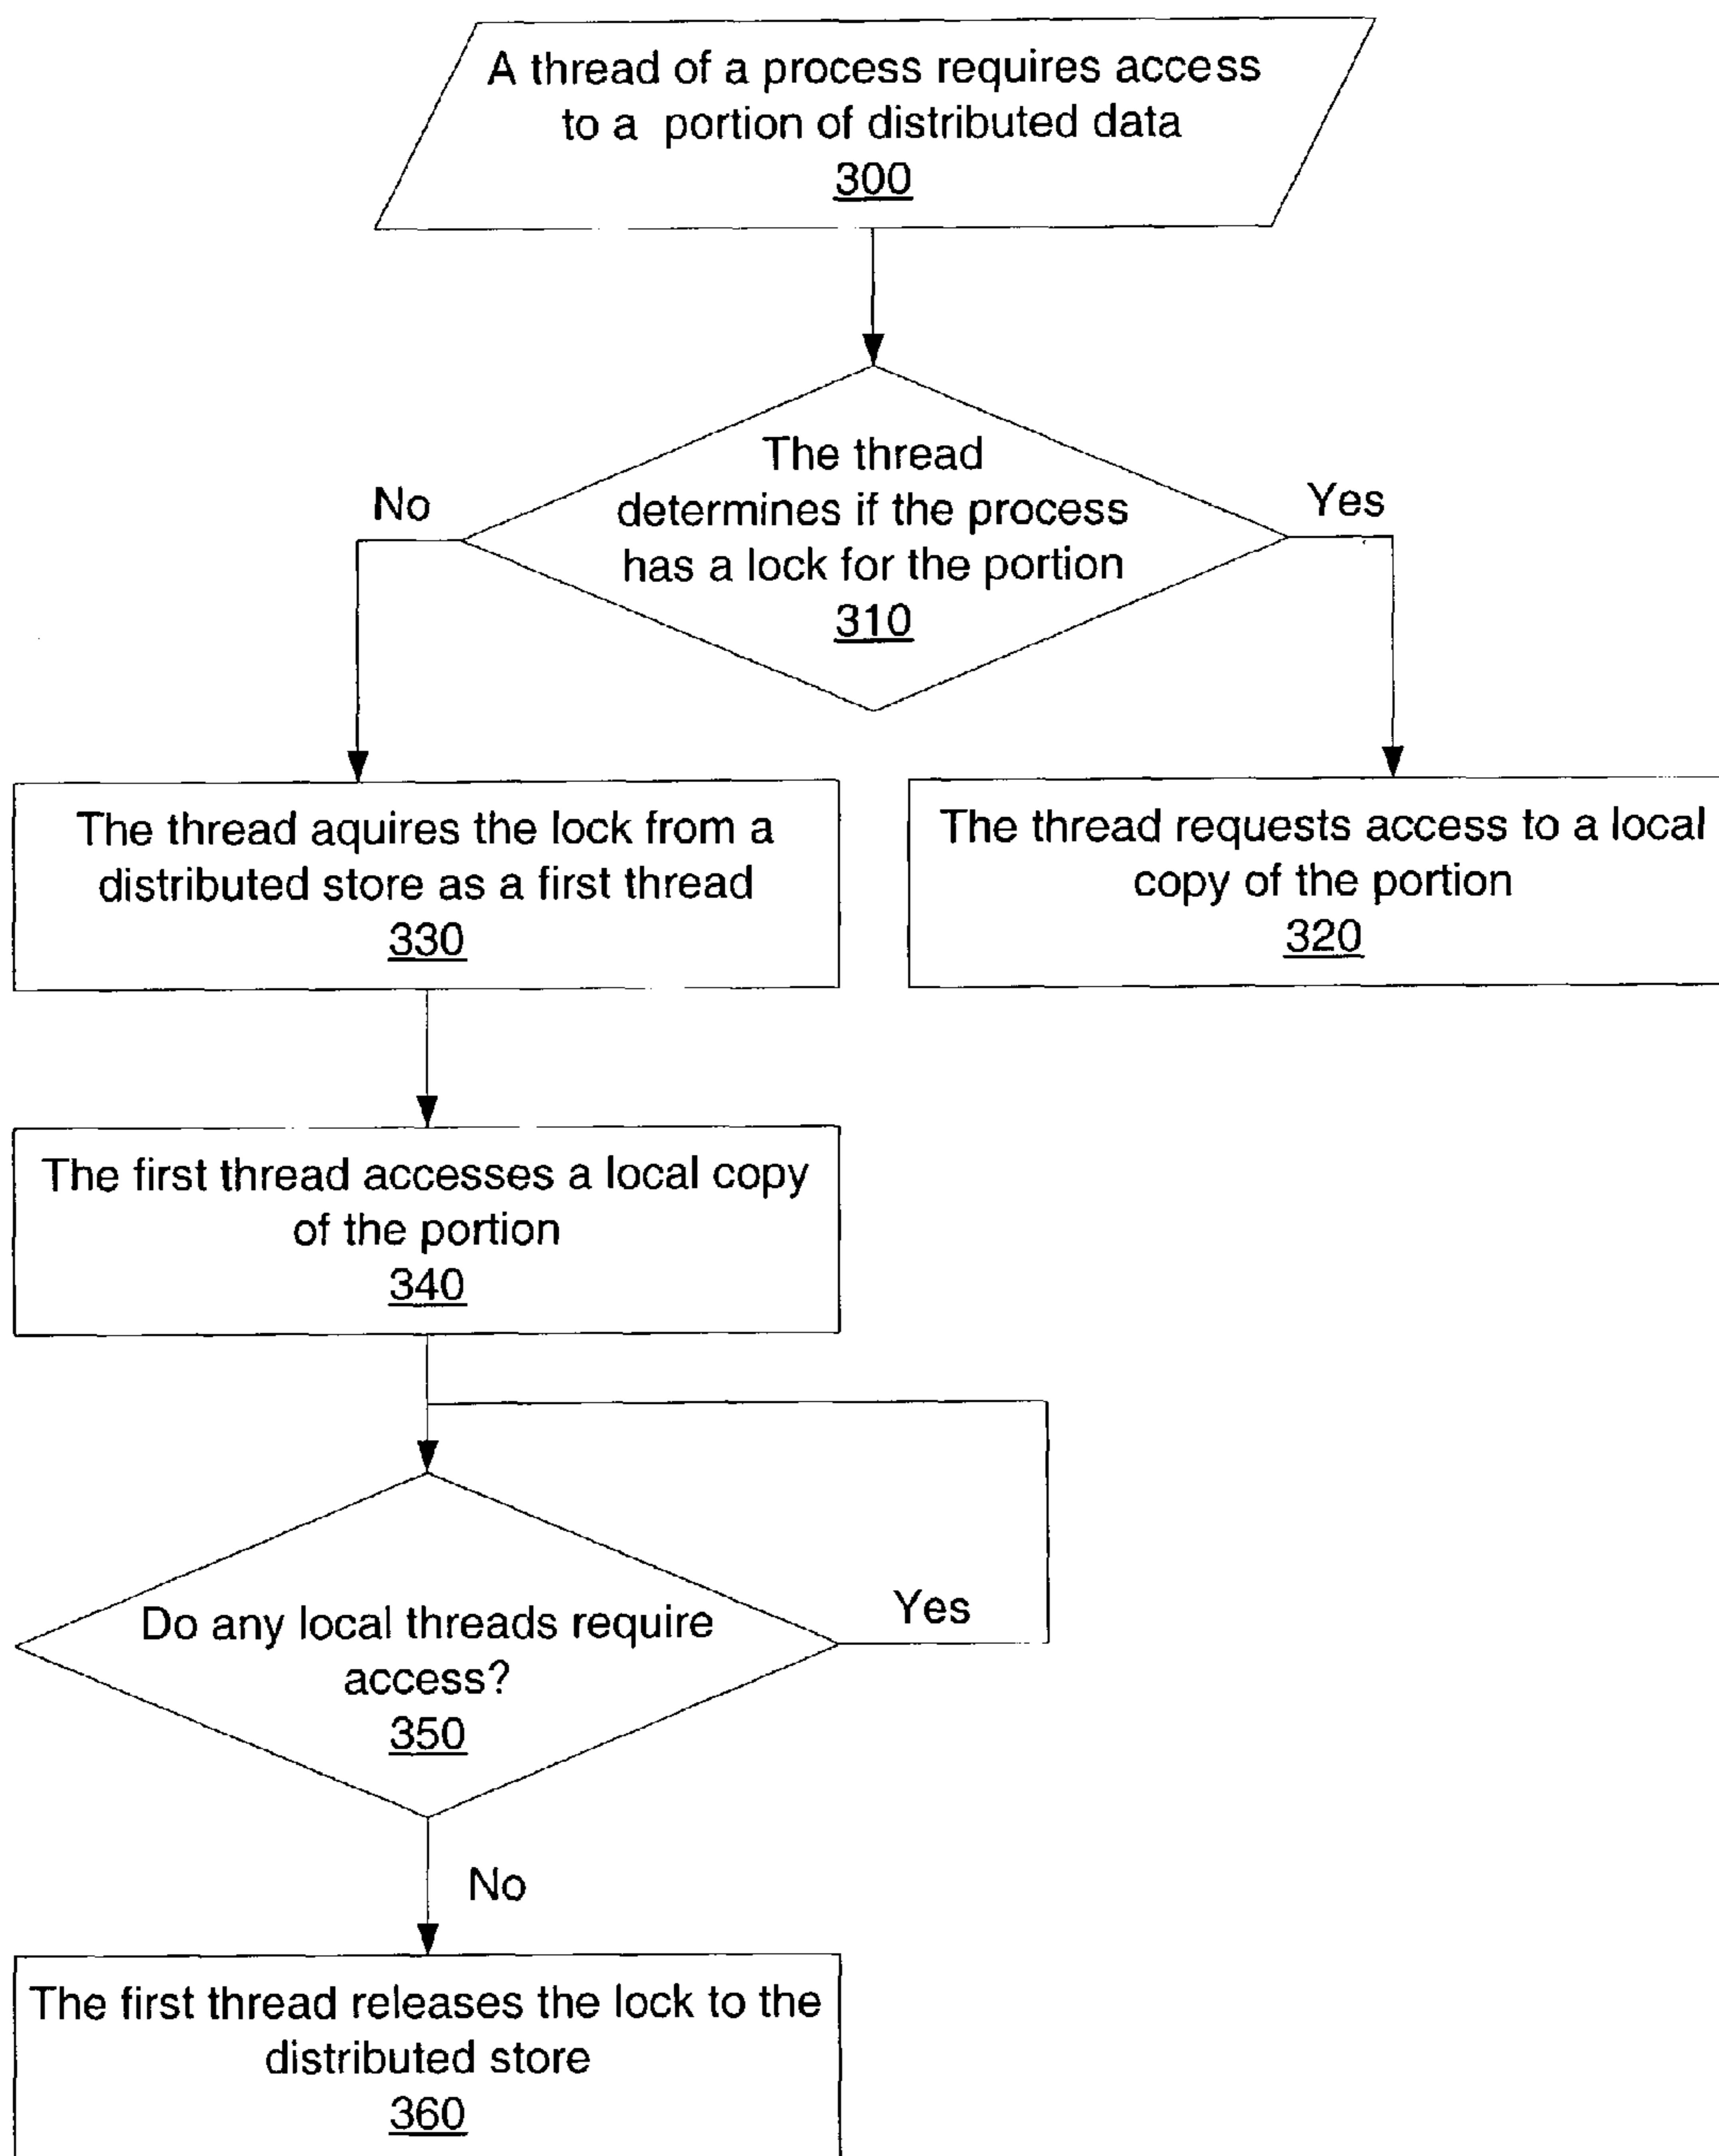 A thread of a process requires access
to a portion of distributed data
300
The thread
determines if the process
has a lock for the portion
310
No
Yes
The thread aquires the lock from a
distributed store as a first thread
330
The thread requests access to a local
copy of the portion
320
The first thread accesses a local copy
of the portion
340
Do any local threads require
access?
350
Yes
No
The first thread releases the lock to the
distributed store
360